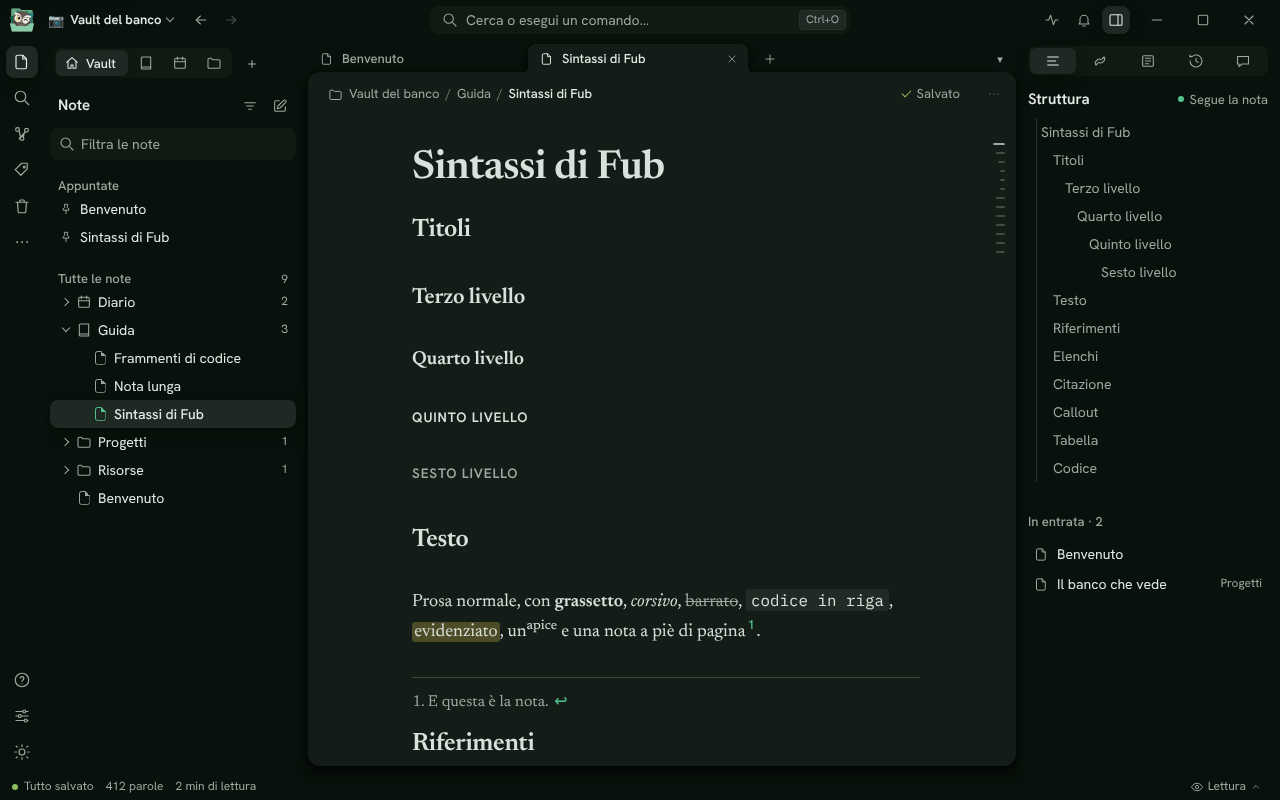 Vault del banco
Cerca o esegui un comando…
Ctrl+O
Vault
Note
Filtra le note
Appuntate
Benvenuto
Sintassi di Fub
Tutte le note 9
Diario 2
Guida 3
Frammenti di codice
Nota lunga
Sintassi di Fub
Progetti 1
Risorse 1
Benvenuto
Tutto salvato 412 parole 2 min di lettura
Benvenuto
Sintassi di Fub
Vault del banco / Guida / Sintassi di Fub
Salvato
Sintassi di Fub
Titoli
Terzo livello
Quarto livello
QUINTO LIVELLO
SESTO LIVELLO
Testo
Prosa normale, con grassetto, corsivo, barrato, codice in riga,
evidenziato, unapice e una nota a piè di pagina1.
1. E questa è la nota. ↩
Riferimenti
Struttura
Segue la nota
Sintassi di Fub
Titoli
Terzo livello
Quarto livello
Quinto livello
Sesto livello
Testo
Riferimenti
Elenchi
Citazione
Callout
Tabella
Codice
In entrata · 2
Benvenuto
Il banco che vede Progetti
Lettura